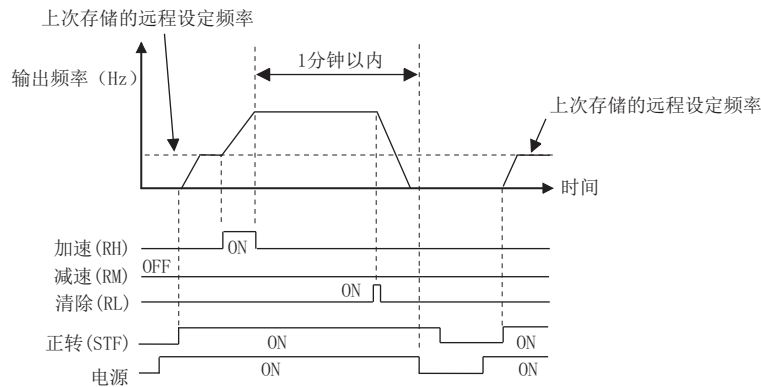 上次存储的远程设定频率
1分钟以内
输出频率（Hz）
上次存储的远程设定频率
时间
加速(RH)
ON
OFF
减速(RM)
ON
清除(RL)
正转(STF)
ON
ON
电源
ON
ON